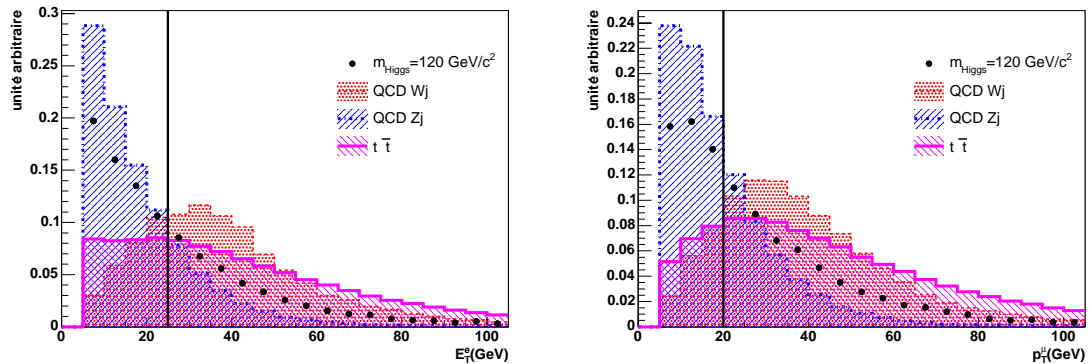 unité arbitraire
0.3
0.25
0.2
0.15
0.1
0.05
0
m_Higgs=120 GeV/c²
QCD Wj
QCD Zj
t t̅
0 20 40 60 80 100
E_T^e(GeV)
unité arbitraire
0.24
0.22
0.2
0.18
0.16
0.14
0.12
0.1
0.08
0.06
0.04
0.02
0
m_Higgs=120 GeV/c²
QCD Wj
QCD Zj
t t̅
0 20 40 60 80 100
p_T^μ(GeV)